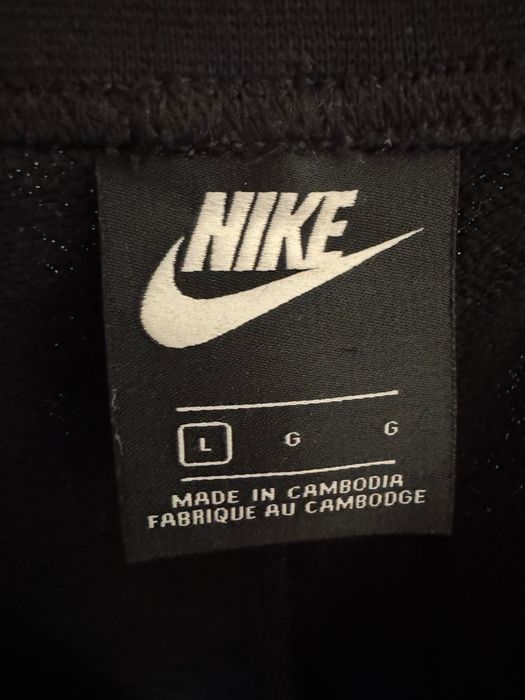 NIKE
L G G
MADE IN CAMBODIA
FABRIQUE AU CAMBODGE